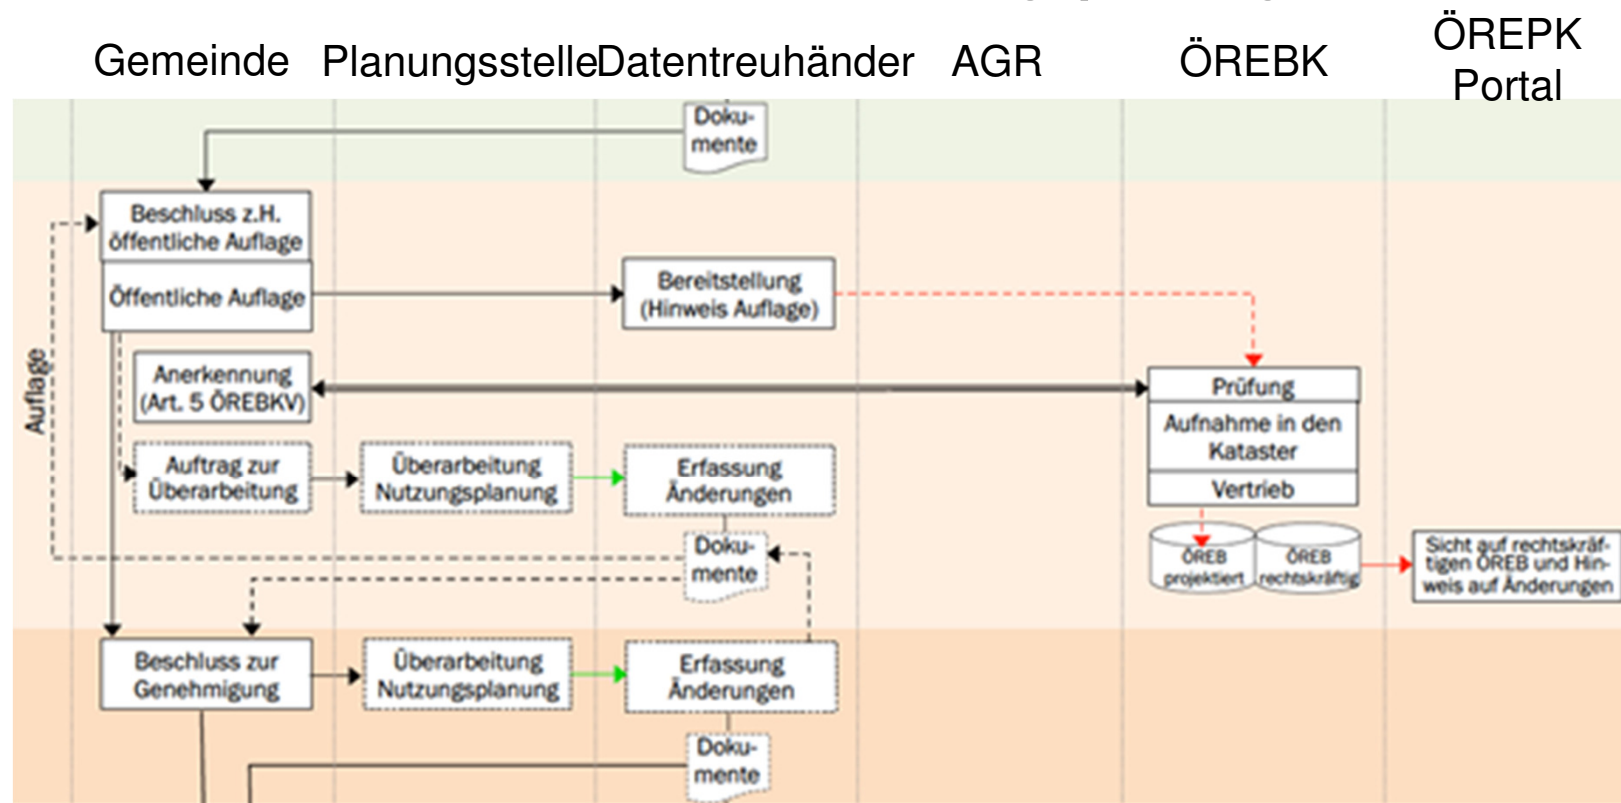 Gemeinde
Planungsstelle
Datentreuhänder
AGR
ÖREBK
ÖREPK
Portal
Doku-
mente
Beschluss z.H.
öffentliche Auflage
Öffentliche Auflage
Bereitstellung
(Hinweis Auflage)
Auflage
Anerkennung
(Art. 5 ÖREBKV)
Prüfung
Aufnahme in den
Kataster
Vertrieb
Auftrag zur
Überarbeitung
Überarbeitung
Nutzungsplanung
Erfassung
Änderungen
Doku-
mente
ÖREB
projektiert
ÖREB
rechtskräftig
Sicht auf rechtskräf-
tigen ÖREB und Hin-
weis auf Änderungen
Beschluss zur
Genehmigung
Überarbeitung
Nutzungsplanung
Erfassung
Änderungen
Doku-
mente